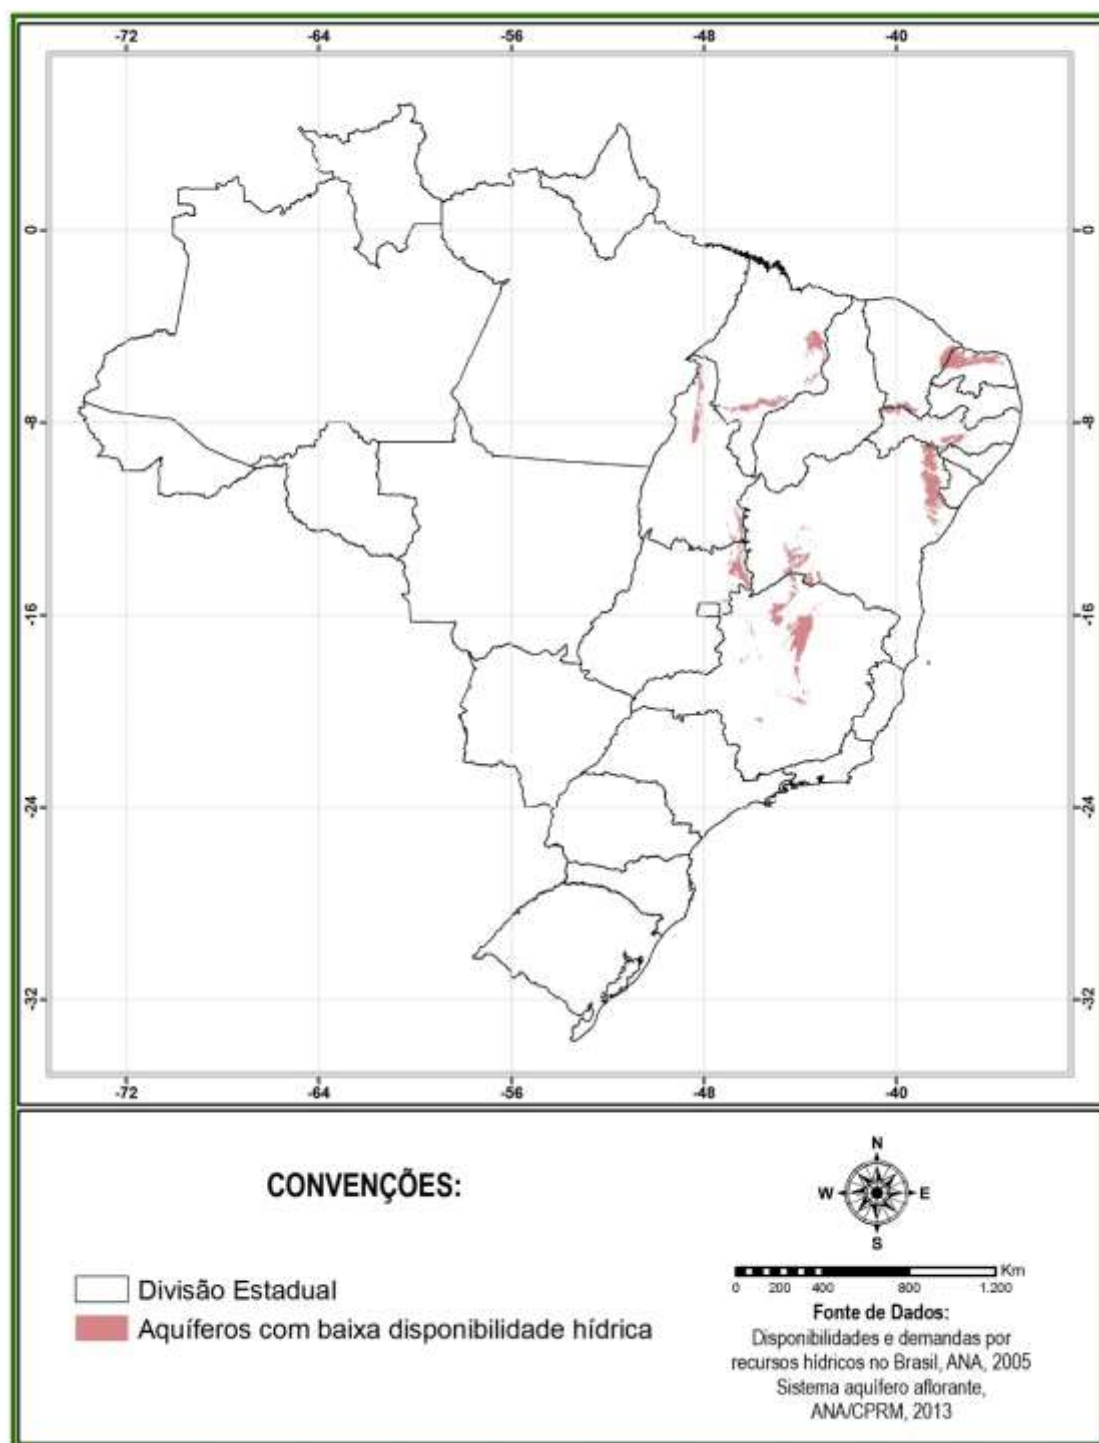 -72 -64 -56 -48 -40
0 0
-8 -8
-16 -16
-24 -24
-32 -32
-72 -64 -56 -48 -40
CONVENÇÕES:
Divisão Estadual
Aquíferos com baixa disponibilidade hídrica
N
W E
S
Km
0 200 400 800 1.200
Fonte de Dados:
Disponibilidades e demandas por
recursos hídricos no Brasil, ANA, 2005
Sistema aquífero aflorante,
ANA/CPRM, 2013